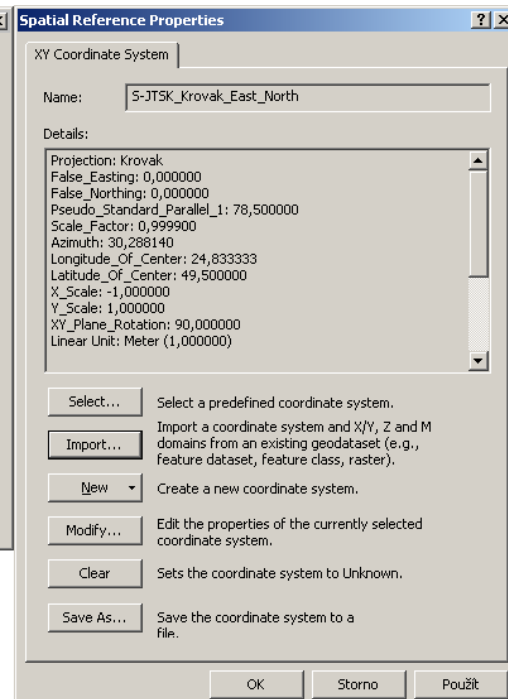 Spatial Reference Properties
XY Coordinate System
Name: S-JTSK_Krovak_East_North
Details:
Projection: Krovak
False_Easting: 0,000000
False_Northing: 0,000000
Pseudo_Standard_Parallel_1: 78,500000
Scale_Factor: 0,999900
Azimuth: 30,288140
Longitude_Of_Center: 24,833333
Latitude_Of_Center: 49,500000
X_Scale: -1,000000
Y_Scale: 1,000000
XY_Plane_Rotation: 90,000000
Linear Unit: Meter (1,000000)
Select... Select a predefined coordinate system.
Import a coordinate system and X/Y, Z and M
Import... domains from an existing geodataset (e.g.,
feature dataset, feature class, raster).
New Create a new coordinate system.
Modify... Edit the properties of the currently selected
coordinate system.
Clear Sets the coordinate system to Unknown.
Save As... Save the coordinate system to a
file.
OK Storno Použít